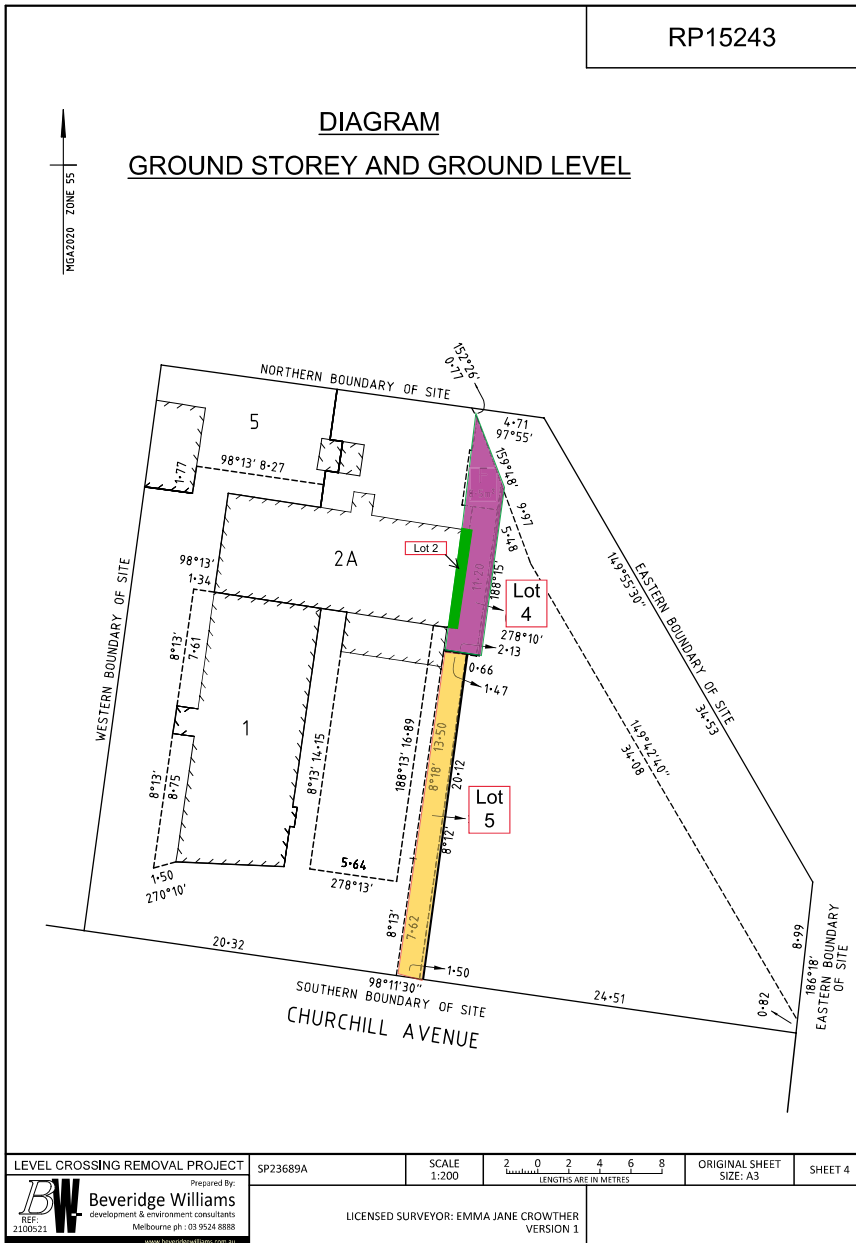 RP15243
DIAGRAM
GROUND STOREY AND GROUND LEVEL
MGA2020 ZONE 55
NORTHERN BOUNDARY OF SITE
152°26'
0·77
4·71
97°55'
5
98°13' 8·27
1·77
159°48'
9·97
5·48
2A
Lot 2
98°13'
1·34
11·20
188°15'
Lot
4
278°10'
2·13
0·66
1·47
EASTERN BOUNDARY OF SITE
149°55'30"
34·53
WESTERN BOUNDARY OF SITE
8°13'
7·61
1
8°13' 14·15
188°13' 16·89
8°18' 13·50
20·12
8°12'
Lot
5
149°42'40"
34·08
8°13'
8·75
1·50
270°10'
5·64
278°13'
8°13'
7·62
1·50
20·32
98°11'30"
SOUTHERN BOUNDARY OF SITE
24·51
CHURCHILL AVENUE
0·82
8·99
186°18'
EASTERN BOUNDARY
OF SITE
LEVEL CROSSING REMOVAL PROJECT
SP23689A
SCALE
1:200
2 0 2 4 6 8
LENGTHS ARE IN METRES
ORIGINAL SHEET
SIZE: A3
SHEET 4
Prepared By:
BW
Beveridge Williams
development & environment consultants
REF:
2100521
Melbourne ph : 03 9524 8888
www.beveridgewilliams.com.au
LICENSED SURVEYOR: EMMA JANE CROWTHER
VERSION 1